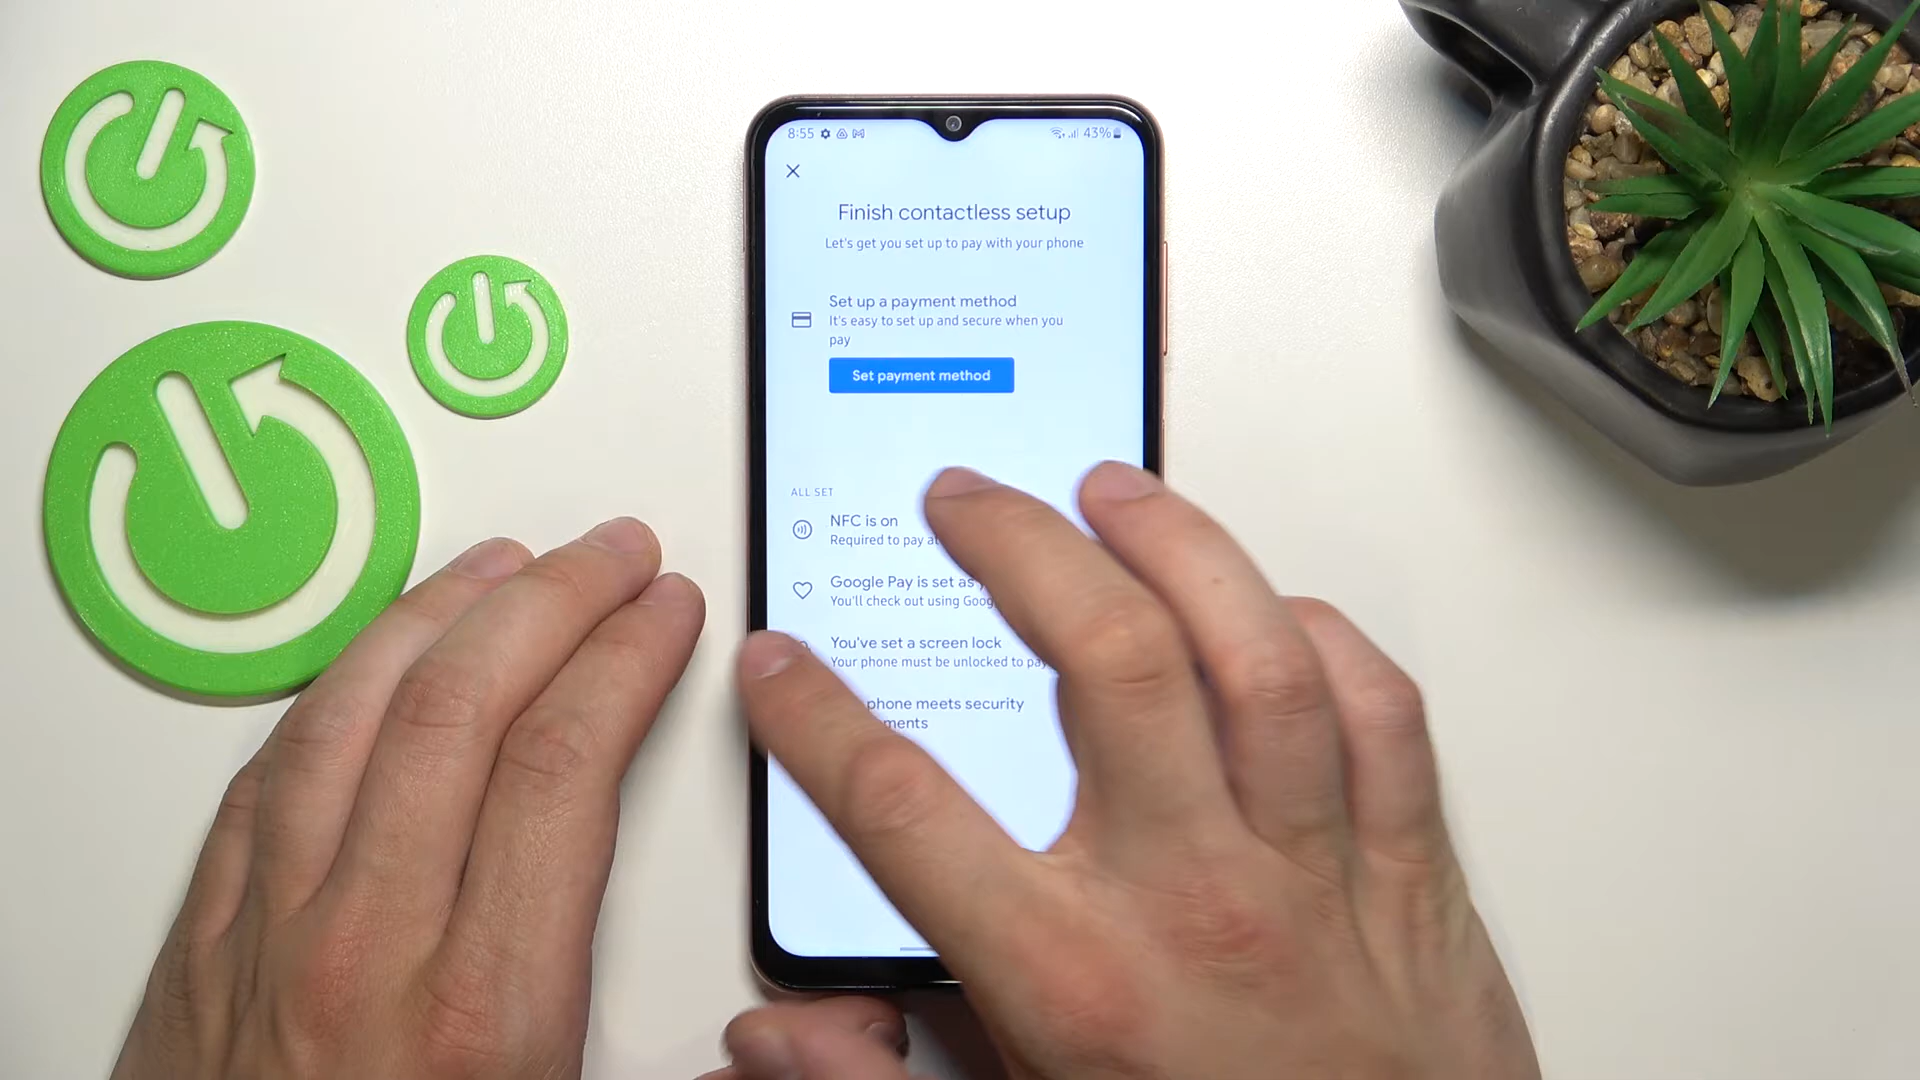 8:55
43%
Finish contactless setup
Let's get you set up to pay with your phone
Set up a payment method
It's easy to set up and secure when you
pay
Set payment method
ALL SET
NFC is on
Required to pay
Google Pay is set as
You'll check out using
You've set a screen lock
Your phone must be unlocked to pay
phone meets security